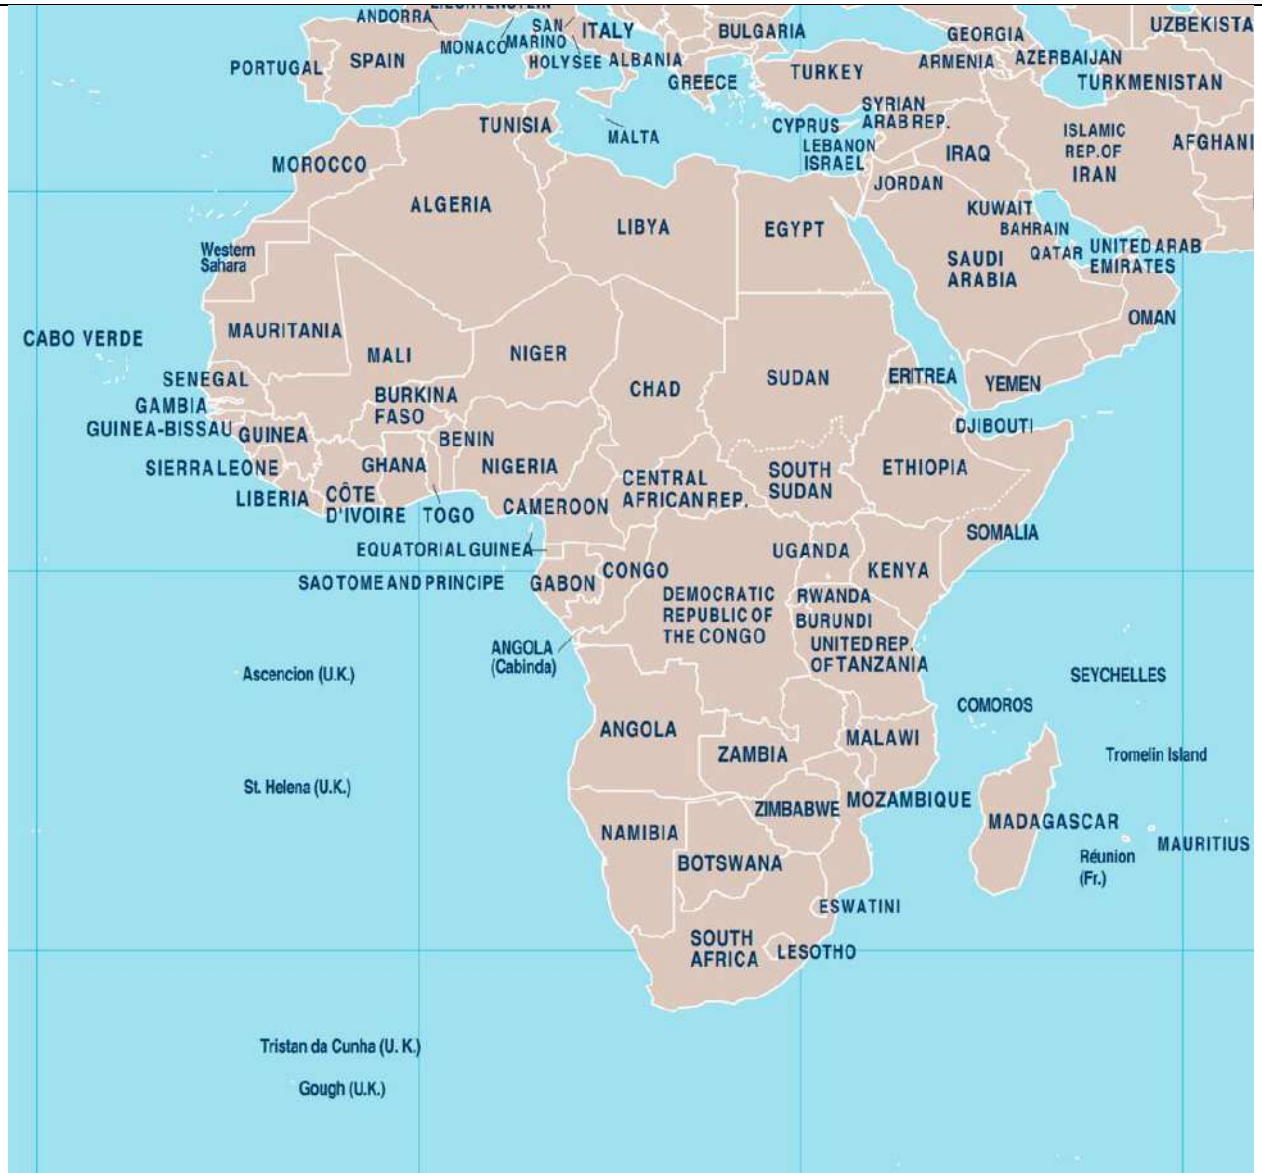 LIECHTENSTEIN
ANDORRA
SAN
MARINO
ITALY
BULGARIA
GEORGIA
UZBEKISTA
MONACO
PORTUGAL
SPAIN
HOLY SEE
ALBANIA
GREECE
TURKEY
ARMENIA
AZERBAIJAN
TURKMENISTAN
TUNISIA
MALTA
CYPRUS
SYRIAN
ARAB REP.
LEBANON
ISRAEL
IRAQ
ISLAMIC
REP. OF
IRAN
AFGHANI
MOROCCO
JORDAN
ALGERIA
LIBYA
EGYPT
KUWAIT
BAHRAIN
QATAR
UNITED ARAB
EMIRATES
Western
Sahara
SAUDI
ARABIA
OMAN
CABO VERDE
MAURITANIA
MALI
NIGER
CHAD
SUDAN
ERITREA
YEMEN
SENEGAL
GAMBIA
GUINEA-BISSAU
GUINEA
BURKINA
FASO
BENIN
DJIBOUTI
SIERRA LEONE
GHANA
NIGERIA
CENTRAL
AFRICAN REP.
SOUTH
SUDAN
ETHIOPIA
LIBERIA
CÔTE
D'IVOIRE
TOGO
CAMEROON
SOMALIA
EQUATORIAL GUINEA
UGANDA
KENYA
SAO TOME AND PRINCIPE
GABON
CONGO
DEMOCRATIC
REPUBLIC OF
THE CONGO
RWANDA
BURUNDI
UNITED REP.
OF TANZANIA
ANGOLA
(Cabinda)
Ascencion (U.K.)
SEYCHELLES
COMOROS
ANGOLA
ZAMBIA
MALAWI
Tromelin Island
St. Helena (U.K.)
ZIMBABWE
MOZAMBIQUE
NAMIBIA
MADAGASCAR
MAURITIUS
BOTSWANA
Réunion
(Fr.)
ESWATINI
SOUTH
AFRICA
LESOTHO
Tristan da Cunha (U. K.)
Gough (U.K.)